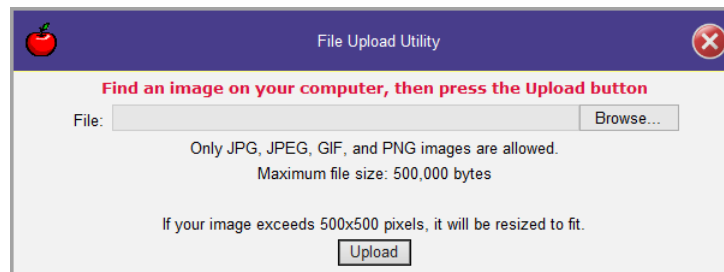 File Upload Utility
Find an image on your computer, then press the Upload button
File: Browse...
Only JPG, JPEG, GIF, and PNG images are allowed.
Maximum file size: 500,000 bytes
If your image exceeds 500x500 pixels, it will be resized to fit.
Upload